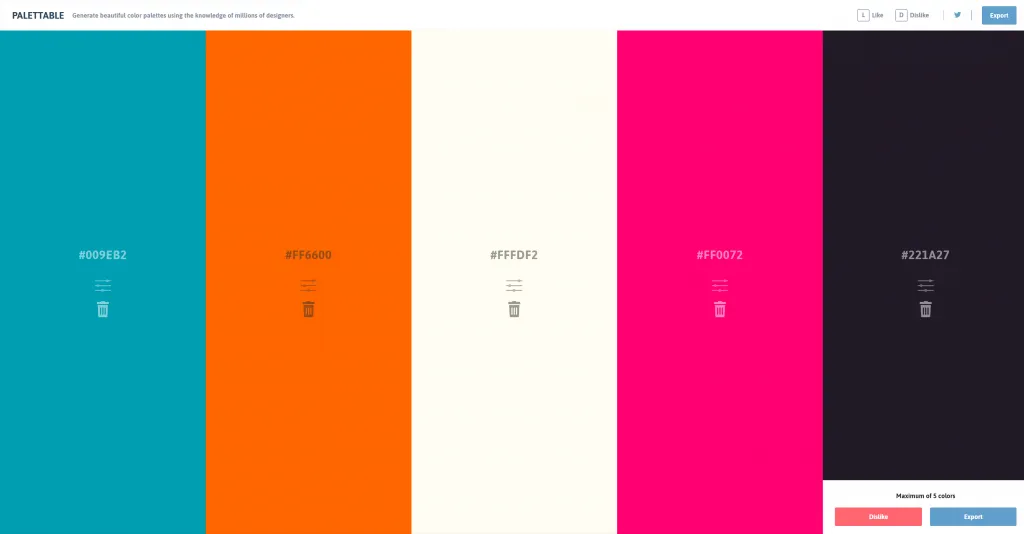 PALETTABLE Generate beautiful color palettes using the knowledge of millions of designers. L Like D Dislike Export
#009EB2 #FF6600 #FFFDF2 #FF0072 #221A27
Maximum of 5 colors
Dislike Export